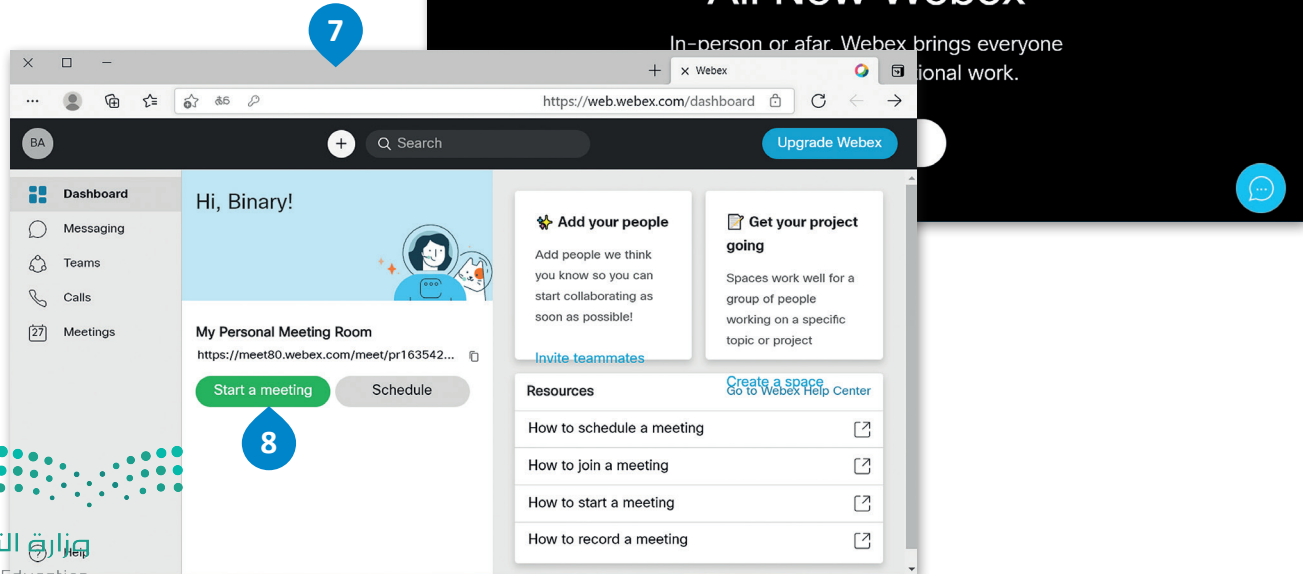 7
In-person or afar, Webex brings everyone
ional work.
Webex
https://web.webex.com/dashboard
BA
Search
Upgrade Webex
Dashboard
Messaging
Teams
Calls
27
Meetings
Help
Hi, Binary!
My Personal Meeting Room
https://meet80.webex.com/meet/pr163542...
Start a meeting
Schedule
8
Add your people
Add people we think
you know so you can
start collaborating as
soon as possible!
Invite teammates
Get your project
going
Spaces work well for a
group of people
working on a specific
topic or project
Create a space
Resources
Go to Webex Help Center
How to schedule a meeting
How to join a meeting
How to start a meeting
How to record a meeting
وزارة